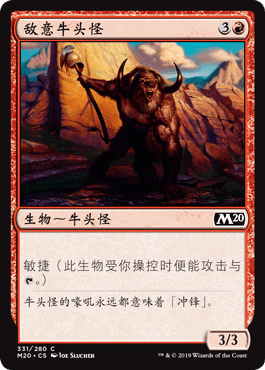 敌意牛头怪 3
生物～牛头怪 M20
敏捷（此生物受你操控时便能攻击与
。）
牛头怪的嚎吼永远都意味着「冲锋」。
3/3
331/280 C
M20 • CS JOE SLUCHER ™ & © 2019 Wizards of the Coast